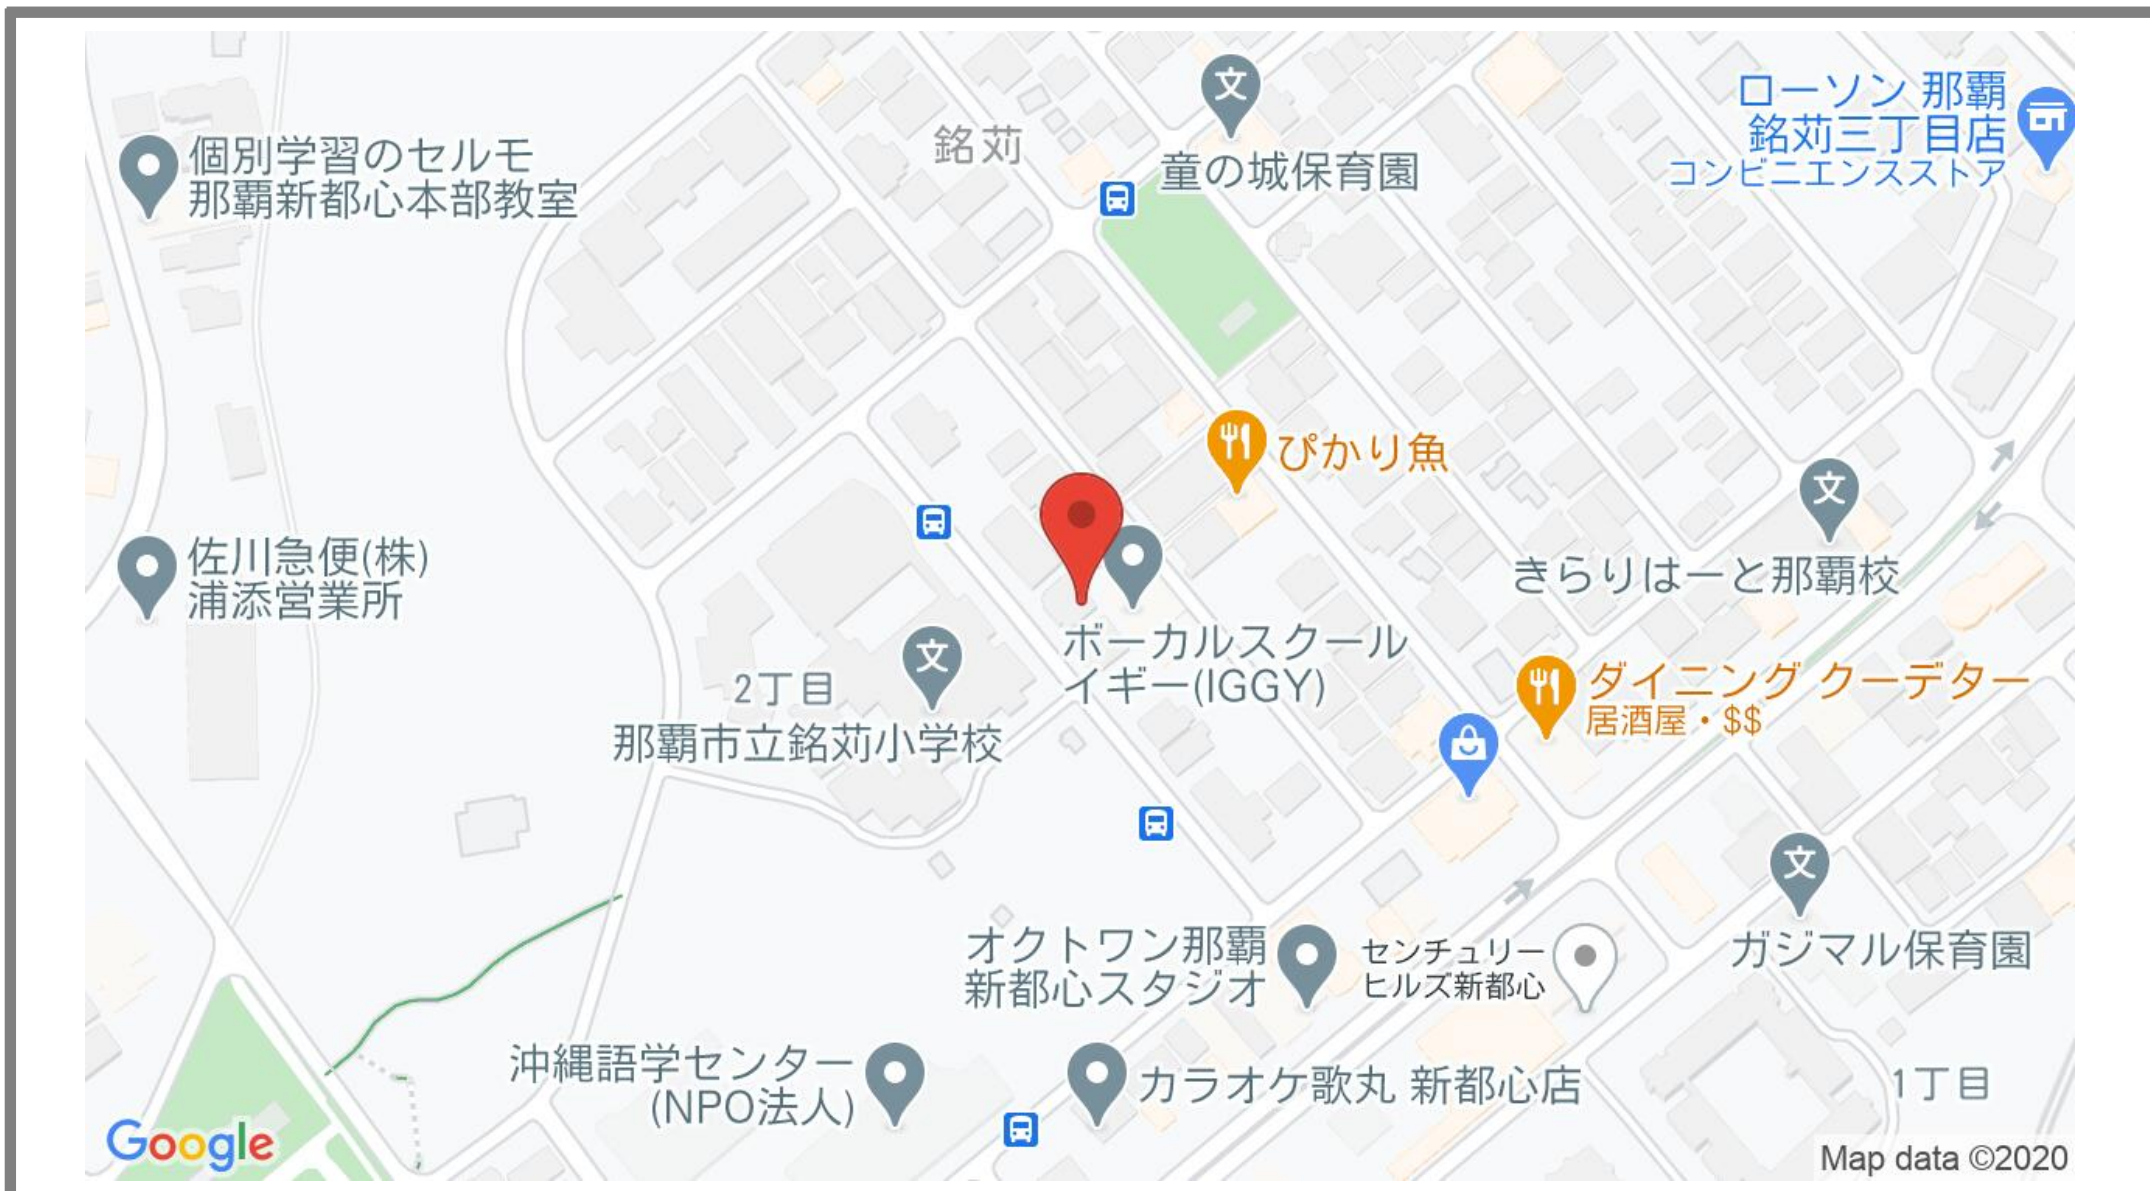 ローソン 那覇
銘苅三丁目店
コンビニエンスストア
文
銘苅
童の城保育園
個別学習のセルモ
那覇新都心本部教室
ぴかり魚
文
きらりはーと那覇校
佐川急便(株)
浦添営業所
ボーカルスクール
イギー(IGGY)
文
2丁目
那覇市立銘苅小学校
ダイニング クーデター
居酒屋・$$
文
ガジマル保育園
オクトワン那覇
新都心スタジオ
センチュリー
ヒルズ新都心
沖縄語学センター
(NPO法人)
カラオケ歌丸 新都心店
1丁目
Google
Map data ©2020